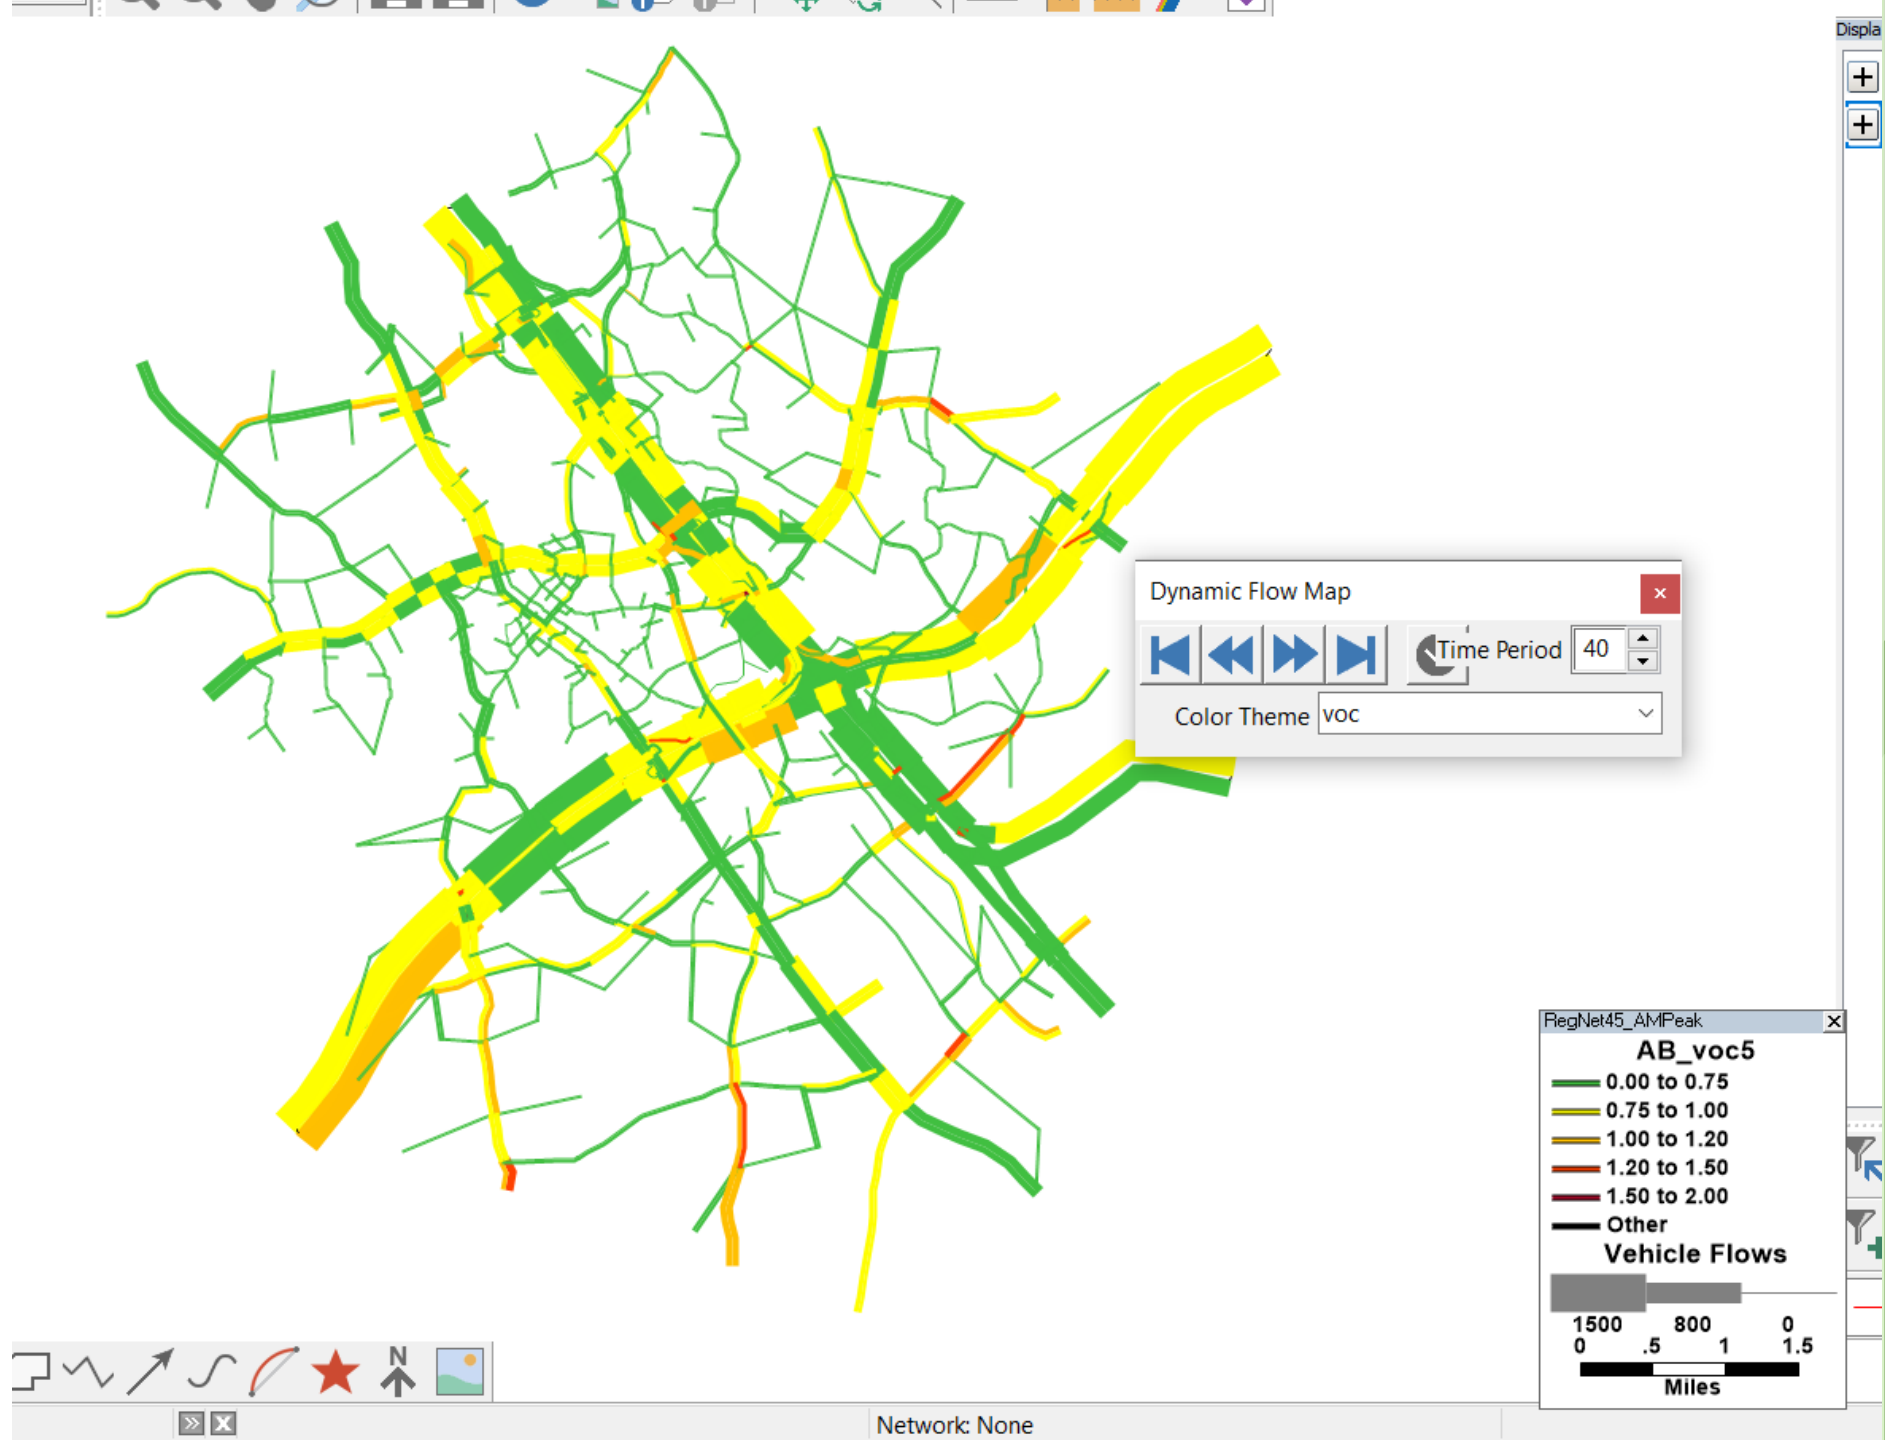 Displa
Dynamic Flow Map
Time Period 40
Color Theme voc
RegNet45_AMPeak
AB_voc5
0.00 to 0.75
0.75 to 1.00
1.00 to 1.20
1.20 to 1.50
1.50 to 2.00
Other
Vehicle Flows
1500 800 0
0 .5 1 1.5
Miles
N
Network: None